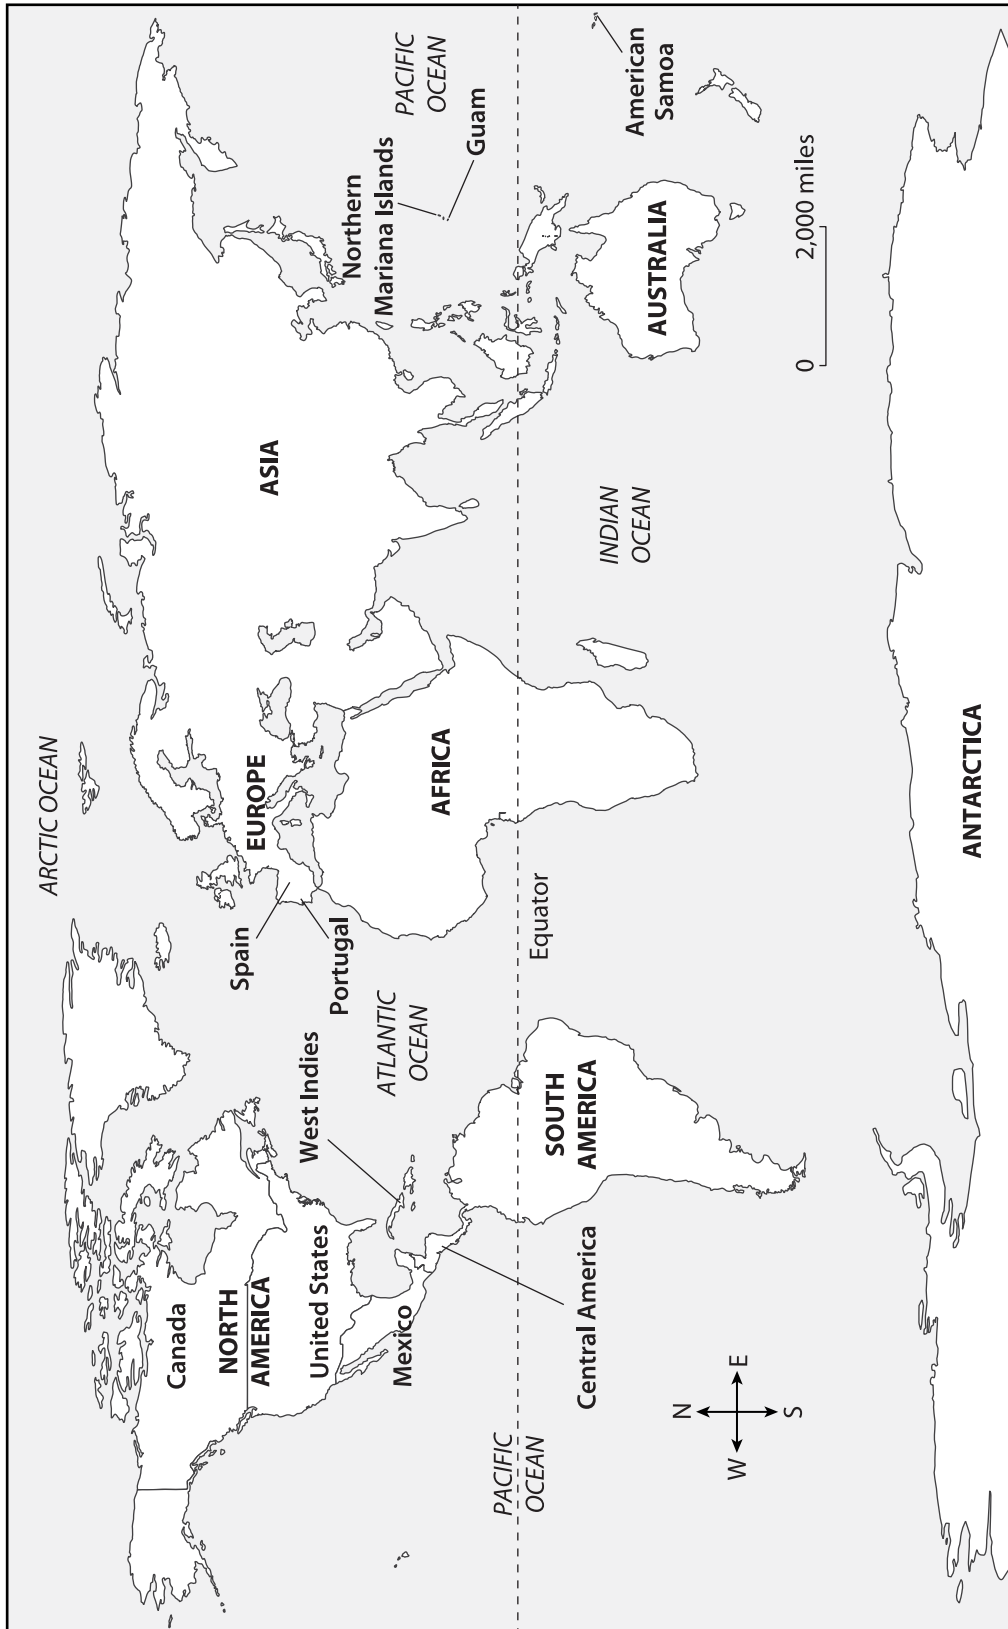 ARCTIC OCEAN
Canada
NORTH
AMERICA
United States
Mexico
Central America
West Indies
ATLANTIC
OCEAN
Spain
Portugal
EUROPE
ASIA
AFRICA
Northern
Mariana Islands
Guam
PACIFIC
OCEAN
PACIFIC
OCEAN
Equator
SOUTH
AMERICA
INDIAN
OCEAN
AUSTRALIA
American
Samoa
N
W
E
S
0
2,000 miles
ANTARCTICA